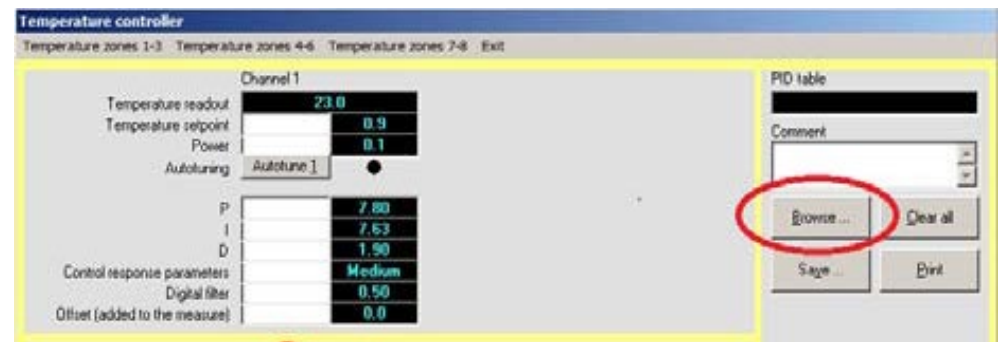 Temperature controller
Temperature zones 1-3 Temperature zones 4-6 Temperature zones 7-8 Exit
Channel 1
Temperature readout 23.0
Temperature setpoint 0.9
Power 0.1
Autotuning Autotune 1
P 7.80
I 7.63
D 1.90
Control response parameters Medium
Digital filter 0.50
Offset (added to the measure) 0.0
PID table
Comment
Browse ... Clear all
Save ... Print